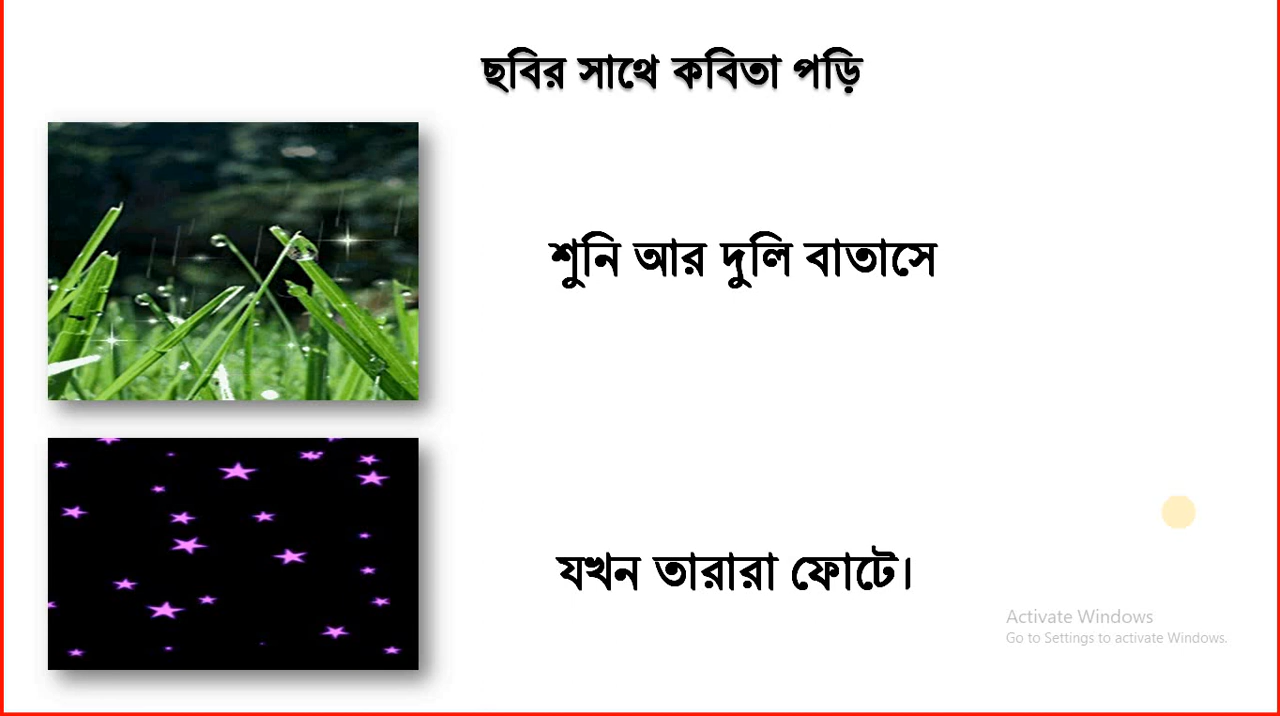 ছবির সাথে কবিতা পড়ি
শুনি আর দুলি বাতাসে
যখন তারারা ফোটে।
Activate Windows
Go to Settings to activate Windows.